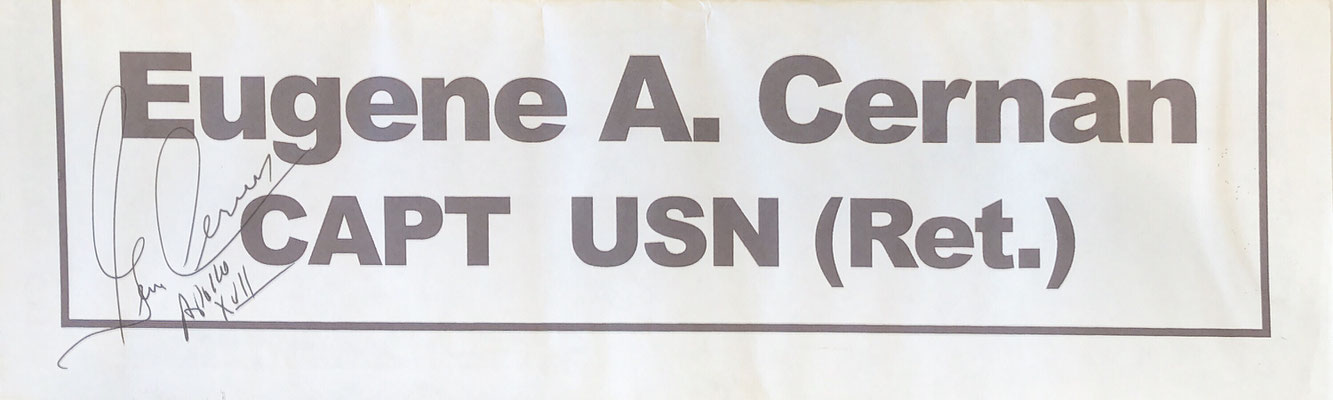 Eugene A. Cernan
CAPT USN (Ret.)
Gene Cernan
Apollo
XVII